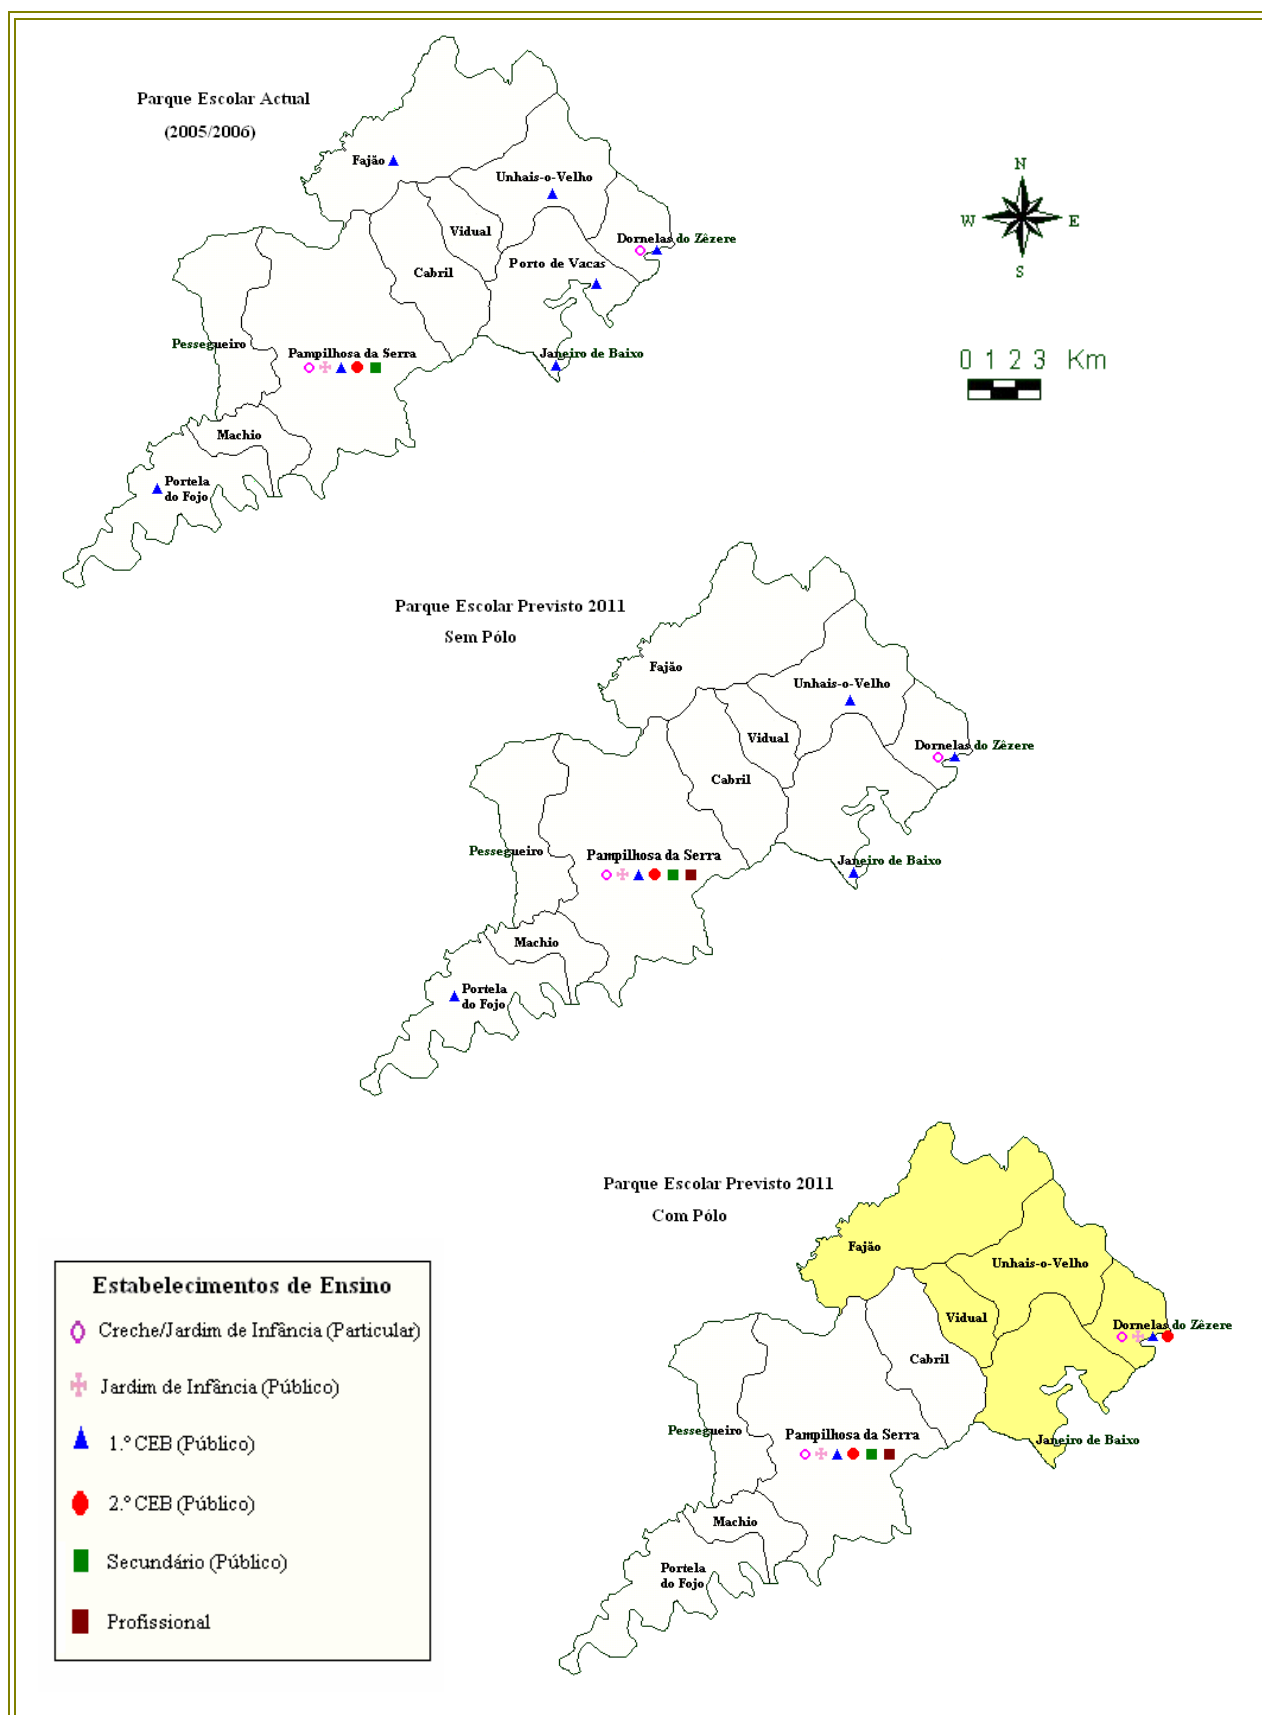 Parque Escolar Actual
(2005/2006)
Fajão
Unhais-o-Velho
Vidual
Dornelas do Zêzere
Cabril
Porto de Vacas
Pessegueiro
Pampilhosa da Serra
Janeiro de Baixo
Machio
Portela
do Fojo
N
W
E
S
0 1 2 3 Km
Parque Escolar Previsto 2011
Sem Pólo
Fajão
Unhais-o-Velho
Vidual
Dornelas do Zêzere
Cabril
Pessegueiro
Pampilhosa da Serra
Janeiro de Baixo
Machio
Portela
do Fojo
Parque Escolar Previsto 2011
Com Pólo
Fajão
Unhais-o-Velho
Vidual
Dornelas do Zêzere
Cabril
Pessegueiro
Pampilhosa da Serra
Janeiro de Baixo
Machio
Portela
do Fojo
Estabelecimentos de Ensino
Creche/Jardim de Infância (Particular)
Jardim de Infância (Público)
1.º CEB (Público)
2.º CEB (Público)
Secundário (Público)
Profissional